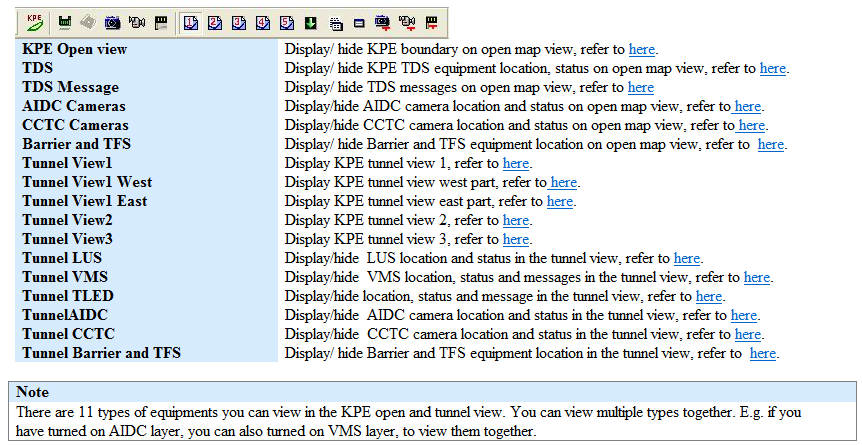 KPE
1 2 3 4 5
KPE Open view Display/ hide KPE boundary on open map view, refer to here.
TDS Display/ hide KPE TDS equipment location, status on open map view, refer to here.
TDS Message Display/ hide TDS messages on open map view, refer to here
AIDC Cameras Display/hide AIDC camera location and status on open map view, refer to here.
CCTC Cameras Display/hide CCTC camera location and status on open map view, refer to here.
Barrier and TFS Display/ hide Barrier and TFS equipment location on open map view, refer to here.
Tunnel View1 Display KPE tunnel view 1, refer to here.
Tunnel View1 West Display KPE tunnel view west part, refer to here.
Tunnel View1 East Display KPE tunnel view east part, refer to here.
Tunnel View2 Display KPE tunnel view 2, refer to here.
Tunnel View3 Display KPE tunnel view 3, refer to here.
Tunnel LUS Display/hide LUS location and status in the tunnel view, refer to here.
Tunnel VMS Display/hide VMS location, status and messages in the tunnel view, refer to here.
Tunnel TLED Display/hide location, status and message in the tunnel view, refer to here.
TunnelAIDC Display/hide AIDC camera location and status in the tunnel view, refer to here.
Tunnel CCTC Display/hide CCTC camera location and status in the tunnel view, refer to here.
Tunnel Barrier and TFS Display/ hide Barrier and TFS equipment location in the tunnel view, refer to here.
Note
There are 11 types of equipments you can view in the KPE open and tunnel view. You can view multiple types together. E.g. if you
have turned on AIDC layer, you can also turned on VMS layer, to view them together.